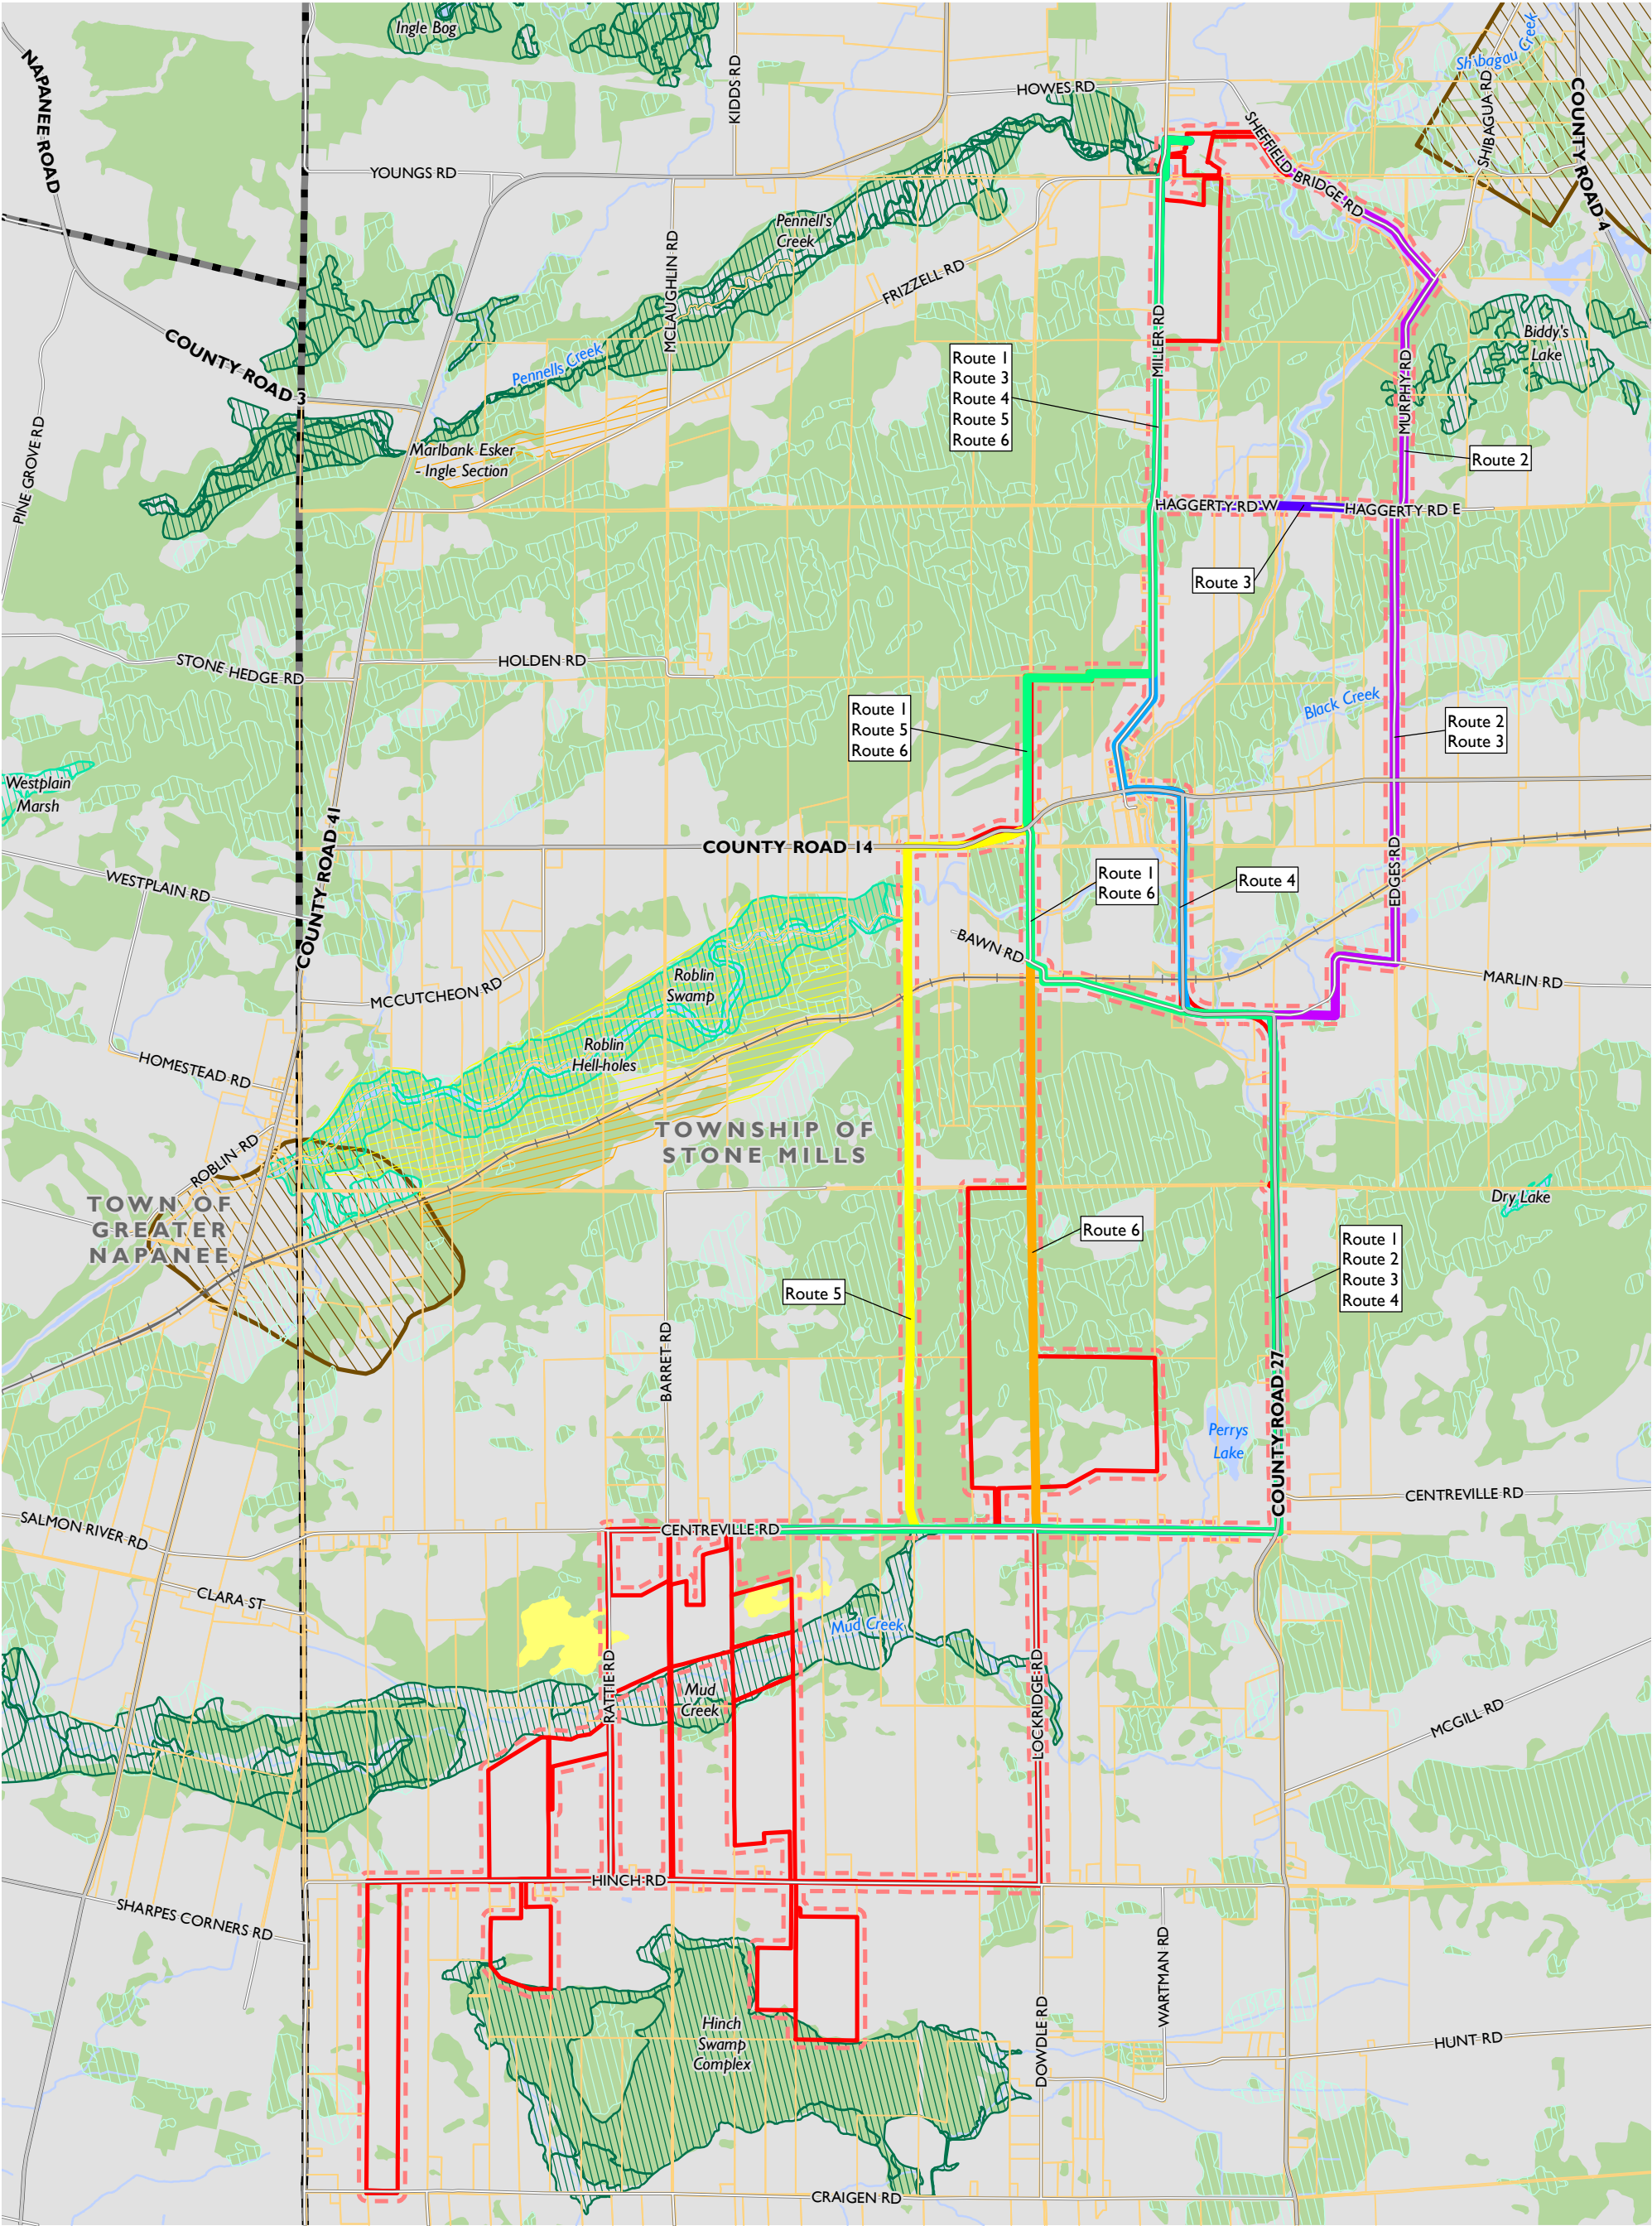 Ingle Bog
Shibagau Creek
NAPANEE ROAD
KIDDS RD
HOWES RD
SHIBAGUA RD
COUNTY ROAD 4
SHEFFIELD BRIDGE RD
YOUNGS RD
Pennell's
Creek
MCLAUGHLIN RD
FRIZZELL RD
COUNTY ROAD 3
Pennells Creek
MILLER RD
Biddy's
Lake
Route 1
Route 3
Route 4
Route 5
Route 6
MURPHY RD
PINE GROVE RD
Marlbank Esker
- Ingle Section
Route 2
HAGGERTY RD W
HAGGERTY RD E
Route 3
STONE HEDGE RD
HOLDEN RD
Black Creek
Route 1
Route 5
Route 6
Route 2
Route 3
Westplain
Marsh
COUNTY ROAD 41
COUNTY ROAD 14
WESTPLAIN RD
Route 1
Route 6
Route 4
EDGES RD
BAWN RD
MCCUTCHEON RD
Roblin
Swamp
MARLIN RD
Roblin
Hell-holes
HOMESTEAD RD
ROBLIN RD
TOWNSHIP OF
STONE MILLS
TOWN OF
GREATER
NAPANEE
Dry Lake
Route 6
Route 1
Route 2
Route 3
Route 4
Route 5
BARRET RD
COUNTY ROAD 27
Perrys
Lake
CENTREVILLE RD
SALMON RIVER RD
CENTREVILLE RD
CLARA ST
Mud Creek
RATTIE RD
Mud
Creek
LOCKRIDGE RD
MCGILL RD
HINCH RD
SHARPES CORNERS RD
WARTMAN RD
Hinch
Swamp
Complex
DOWDLE RD
HUNT RD
CRAIGEN RD